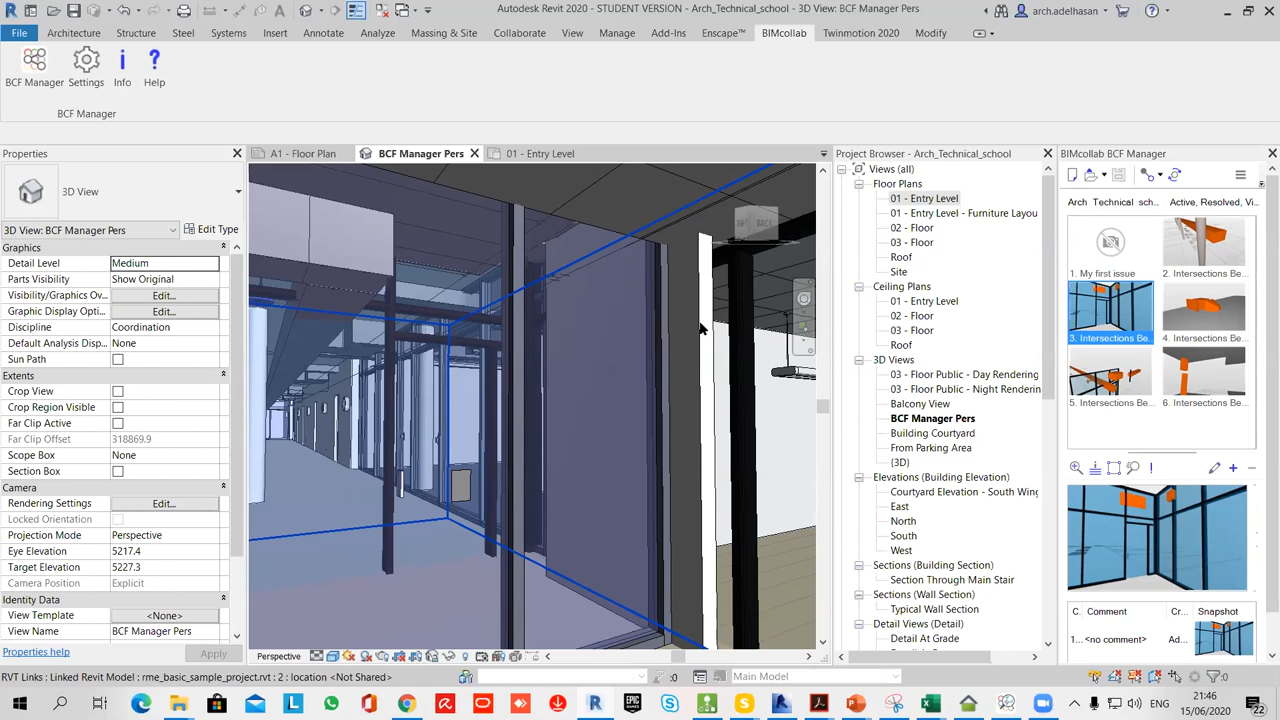 Autodesk Revit 2020 - STUDENT VERSION - Arch_Technical_school - 3D View: BCF Manager Pers
arch.adelhasan
File Architecture Structure Steel Systems Insert Annotate Analyze Massing & Site Collaborate View Manage Add-Ins Enscape™ BIMcollab Twinmotion 2020 Modify
BCF Manager Settings Info Help
BCF Manager
Properties
A1 - Floor Plan
BCF Manager Pers
01 - Entry Level
Project Browser - Arch_Technical_school
BIMcollab BCF Manager
3D View
3D View: BCF Manager Pers
Edit Type
Graphics
Detail Level Medium
Parts Visibility Show Original
Visibility/Graphics Ov... Edit...
Graphic Display Opti... Edit...
Discipline Coordination
Default Analysis Disp... None
Sun Path
Extents
Crop View
Crop Region Visible
Far Clip Active
Far Clip Offset 318869.9
Scope Box None
Section Box
Camera
Rendering Settings Edit...
Locked Orientation
Projection Mode Perspective
Eye Elevation 5217.4
Target Elevation 5227.3
Camera Position Explicit
Identity Data
View Template <None>
View Name BCF Manager Pers
Properties help
Apply
BACK
Perspective
Views (all)
Floor Plans
01 - Entry Level
01 - Entry Level - Furniture Layou
02 - Floor
03 - Floor
Roof
Site
Ceiling Plans
01 - Entry Level
02 - Floor
03 - Floor
Roof
3D Views
03 - Floor Public - Day Rendering
03 - Floor Public - Night Rendering
Balcony View
BCF Manager Pers
Building Courtyard
From Parking Area
(3D)
Elevations (Building Elevation)
Courtyard Elevation - South Wing
East
North
South
West
Sections (Building Section)
Section Through Main Stair
Sections (Wall Section)
Typical Wall Section
Detail Views (Detail)
Detail At Grade
Arch Technical sch... Active, Resolved, Vi...
1. My first issue
2. Intersections Be...
3. Intersections Be...
4. Intersections Be...
5. Intersections Be...
6. Intersections Be...
C. Comment Cr... Snapshot
1... <no comment> Ad...
RVT Links : Linked Revit Model : rme_basic_sample_project.rvt : 2 : location <Not Shared>
:0
Main Model
:0
EPIC GAMES
ENG
21:46
15/06/2020
22